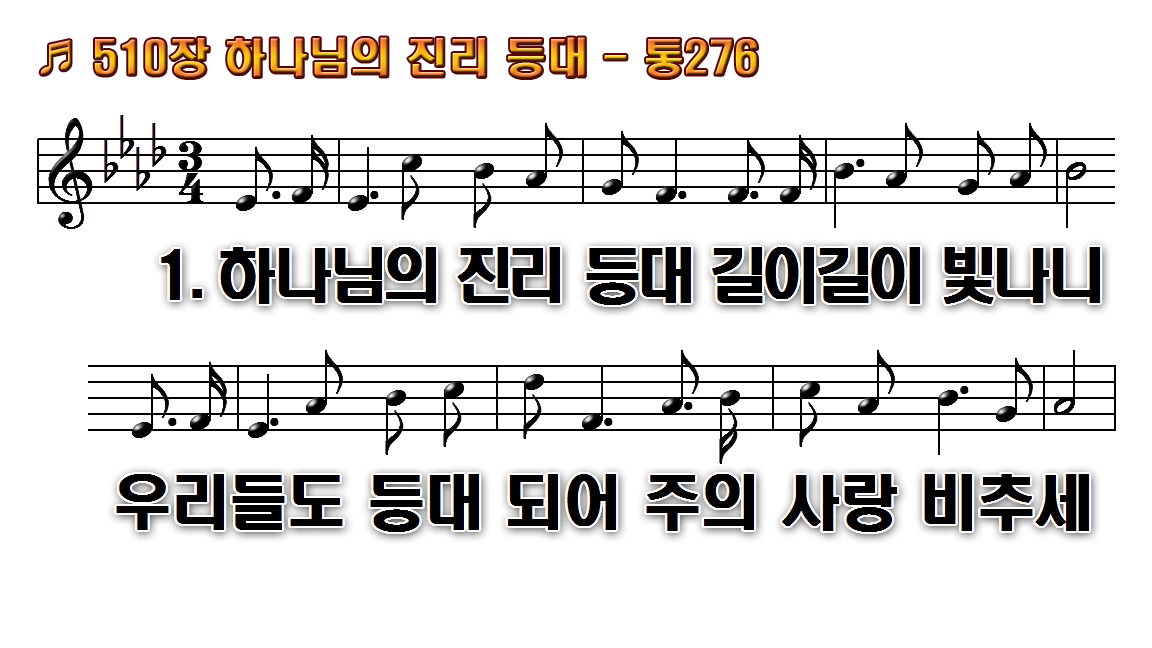 ♬ 510장 하나님의 진리 등대 - 통276
3
4
1. 하나님의 진리 등대 길이길이 빛나니
우리들도 등대 되어 주의 사랑 비추세